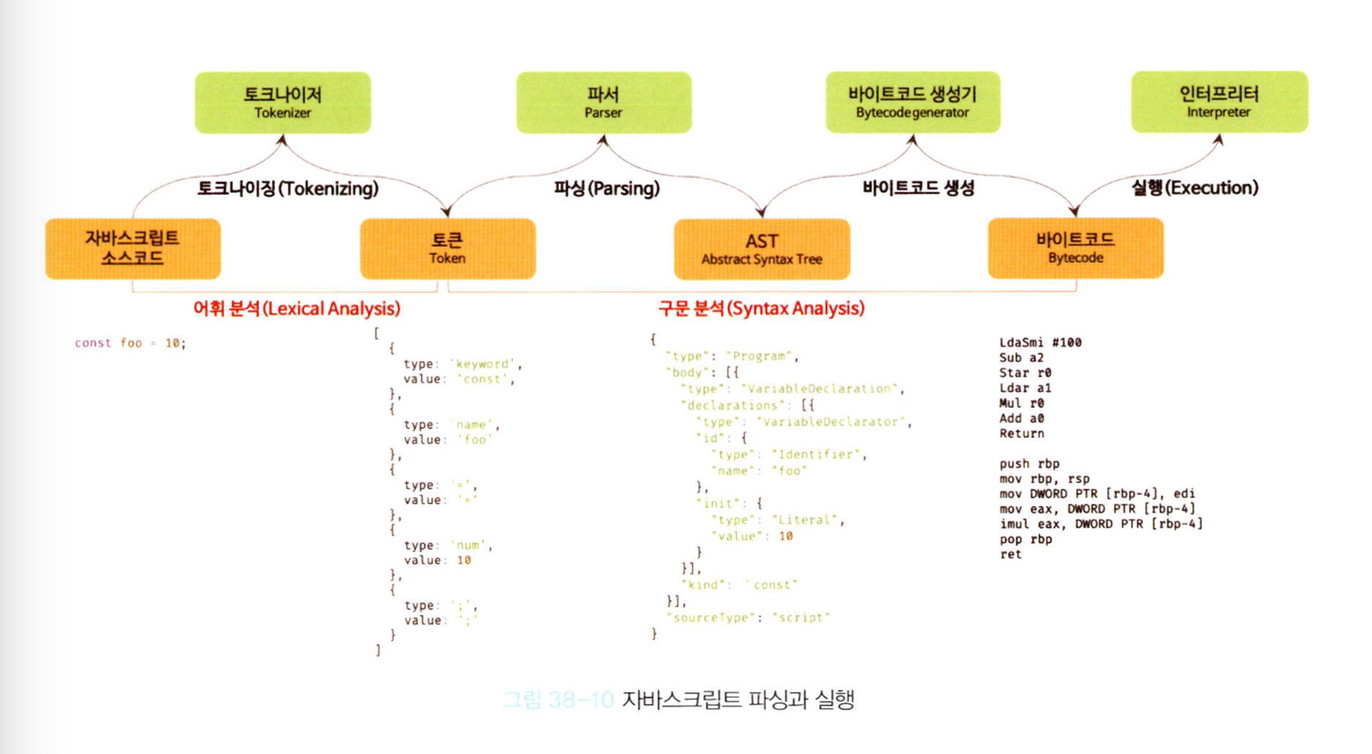 토크나이저
Tokenizer
파서
Parser
바이트코드 생성기
Bytecodegenerator
인터프리터
Interpreter
토크나이징(Tokenizing)
파싱(Parsing)
바이트코드 생성
실행(Execution)
자바스크립트
소스코드
토큰
Token
AST
Abstract Syntax Tree
바이트코드
Bytecode
어휘 분석(Lexical Analysis)
구문 분석(Syntax Analysis)
const foo = 10;
[
{
type: 'keyword',
value: 'const',
},
{
type: 'name',
value: 'foo'
},
{
type: '=',
value: '='
},
{
type: 'num',
value: 10
},
{
type: ';',
value: ';'
}
]
{
"type": "Program",
"body": [{
"type": "VariableDeclaration",
"declarations": [{
"type": "VariableDeclarator",
"id": {
"type": "Identifier",
"name": "foo"
},
"init": {
"type": "Literal",
"value": 10
}
}],
"kind": "const"
}],
"sourceType": "script"
}
LdaSmi #100
Sub a2
Star r0
Ldar a1
Mul r0
Add a0
Return
push rbp
mov rbp, rsp
mov DWORD PTR [rbp-4], edi
mov eax, DWORD PTR [rbp-4]
imul eax, DWORD PTR [rbp-4]
pop rbp
ret
그림 38-10 자바스크립트 파싱과 실행